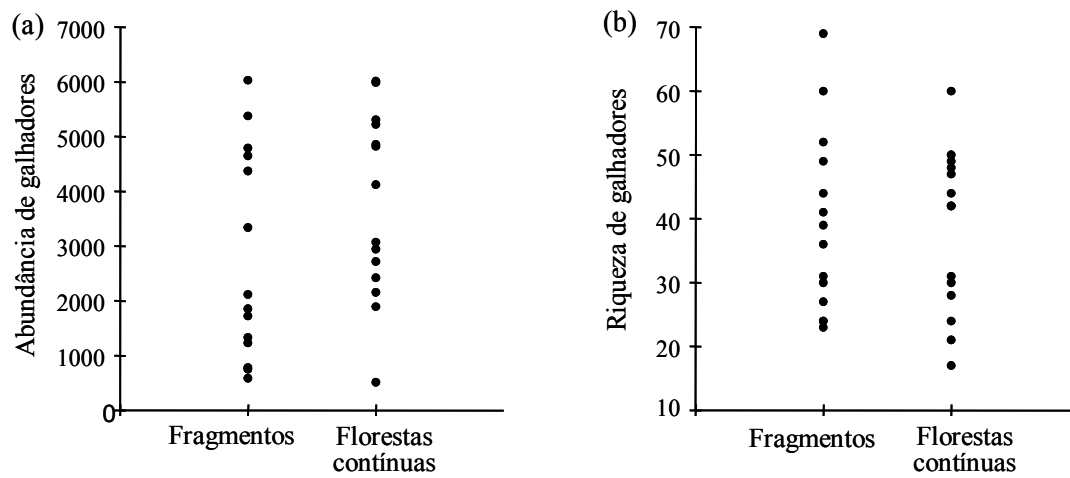 (a)
Abundância de galhadores
7000
6000
5000
4000
3000
2000
1000
0
Fragmentos
Florestas
contínuas
(b)
Riqueza de galhadores
70
60
50
40
30
20
10
Fragmentos
Florestas
contínuas